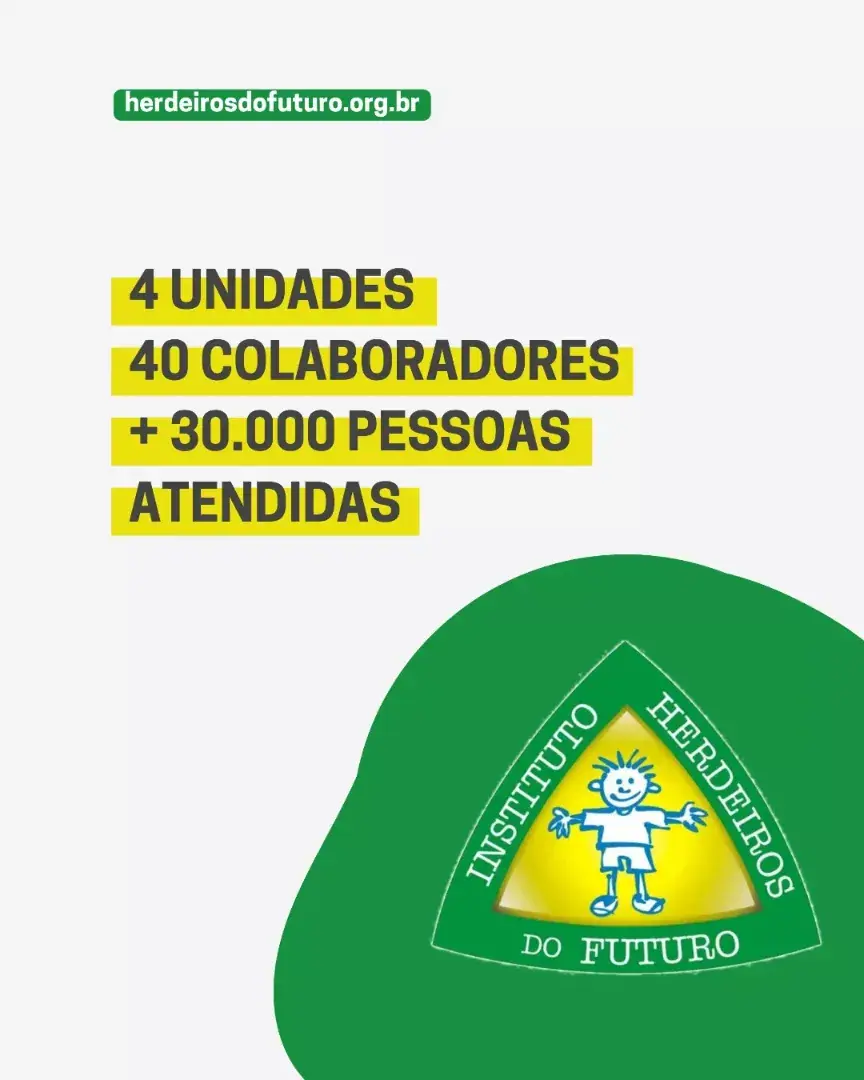 herdeirosdofuturo.org.br
4 UNIDADES
40 COLABORADORES
+ 30.000 PESSOAS
ATENDIDAS
INSTITUTO
HERDEIROS
DO FUTURO